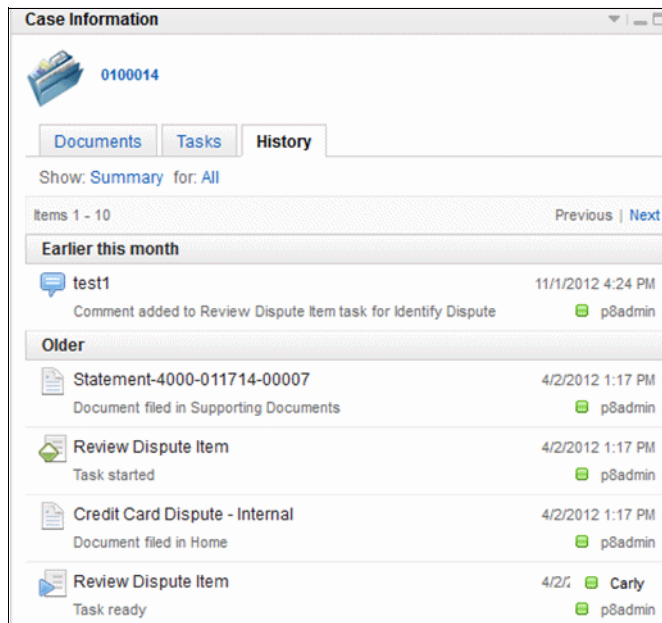 Case Information
0100014
Documents Tasks History
Show: Summary for: All
Items 1 - 10 Previous | Next
Earlier this month
test1 11/1/2012 4:24 PM
Comment added to Review Dispute Item task for Identify Dispute p8admin
Older
Statement-4000-011714-00007 4/2/2012 1:17 PM
Document filed in Supporting Documents p8admin
Review Dispute Item 4/2/2012 1:17 PM
Task started p8admin
Credit Card Dispute - Internal 4/2/2012 1:17 PM
Document filed in Home p8admin
Review Dispute Item 4/2/ Carly
Task ready p8admin